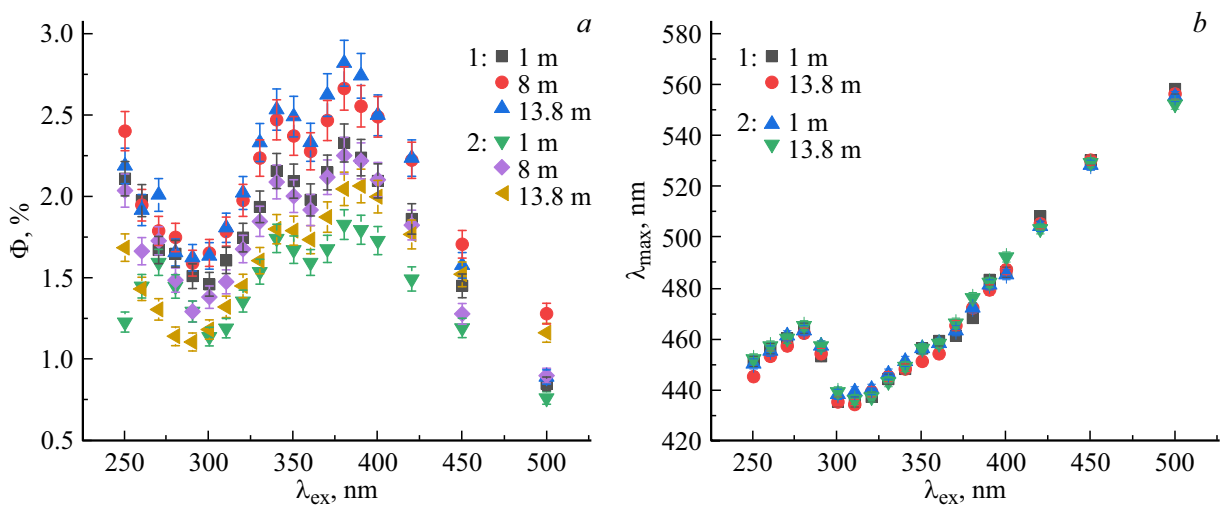 a
3.0
2.5
2.0
1.5
1.0
0.5
Φ, %
1: 1 m
8 m
13.8 m
2: 1 m
8 m
13.8 m
250 300 350 400 450 500
λex, nm
b
580
560
540
520
500
480
460
440
420
λmax, nm
1: 1 m
13.8 m
2: 1 m
13.8 m
250 300 350 400 450 500
λex, nm